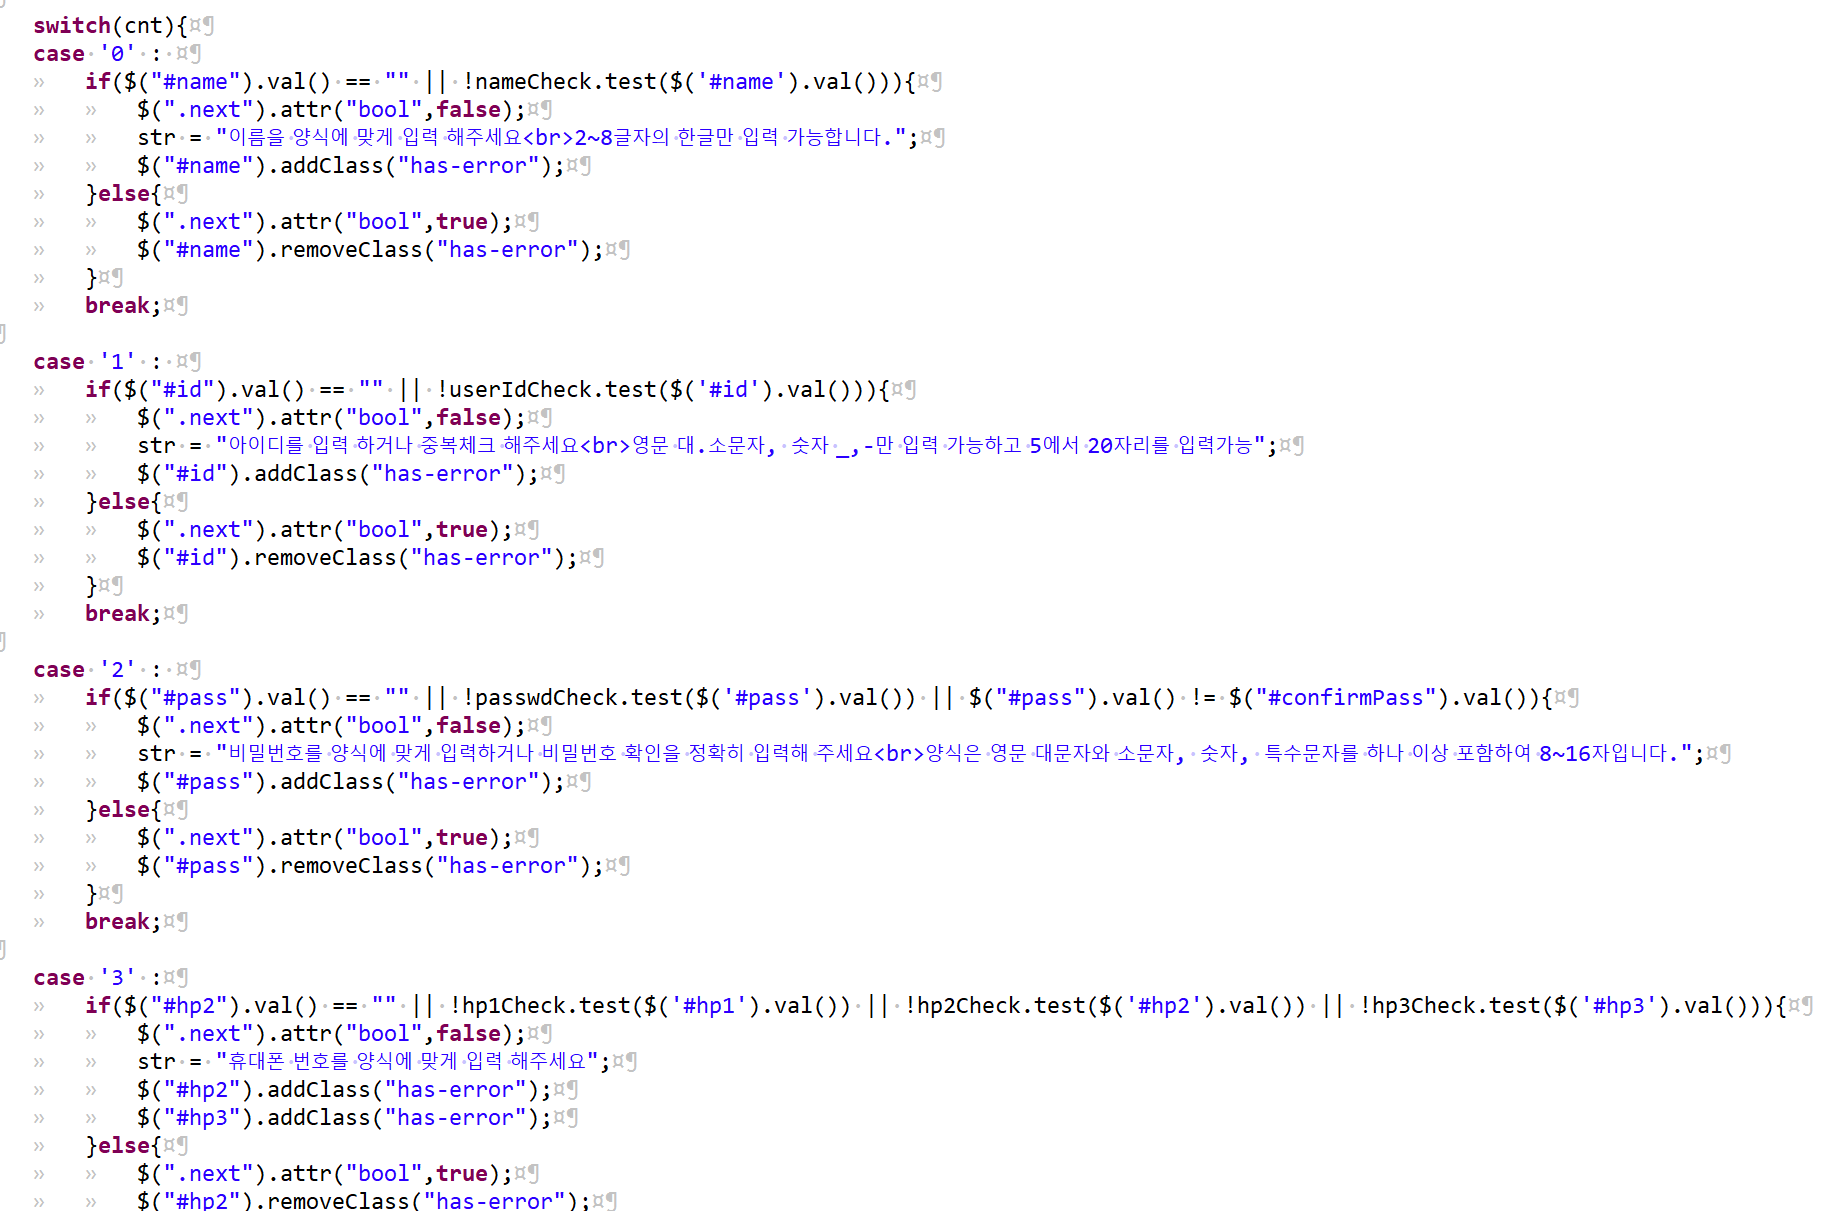 switch(cnt){
case '0' :
if($("#name").val() == "" || !nameCheck.test($('#name').val())){
$(".next").attr("bool",false);
str = "이름을 양식에 맞게 입력 해주세요<br>2~8글자의 한글만 입력 가능합니다.";
$("#name").addClass("has-error");
}else{
$(".next").attr("bool",true);
$("#name").removeClass("has-error");
}
break;
case '1' :
if($("#id").val() == "" || !userIdCheck.test($('#id').val())){
$(".next").attr("bool",false);
str = "아이디를 입력 하거나 중복체크 해주세요<br>영문 대.소문자, 숫자 _,-만 입력 가능하고 5에서 20자리를 입력가능";
$("#id").addClass("has-error");
}else{
$(".next").attr("bool",true);
$("#id").removeClass("has-error");
}
break;
case '2' :
if($("#pass").val() == "" || !passwdCheck.test($('#pass').val()) || $("#pass").val() != $("#confirmPass").val()){
$(".next").attr("bool",false);
str = "비밀번호를 양식에 맞게 입력하거나 비밀번호 확인을 정확히 입력해 주세요<br>양식은 영문 대문자와 소문자, 숫자, 특수문자를 하나 이상 포함하여 8~16자입니다.";
$("#pass").addClass("has-error");
}else{
$(".next").attr("bool",true);
$("#pass").removeClass("has-error");
}
break;
case '3' :
if($("#hp2").val() == "" || !hp1Check.test($('#hp1').val()) || !hp2Check.test($('#hp2').val()) || !hp3Check.test($('#hp3').val())){
$(".next").attr("bool",false);
str = "휴대폰 번호를 양식에 맞게 입력 해주세요";
$("#hp2").addClass("has-error");
$("#hp3").addClass("has-error");
}else{
$(".next").attr("bool",true);
$("#hp2").removeClass("has-error");